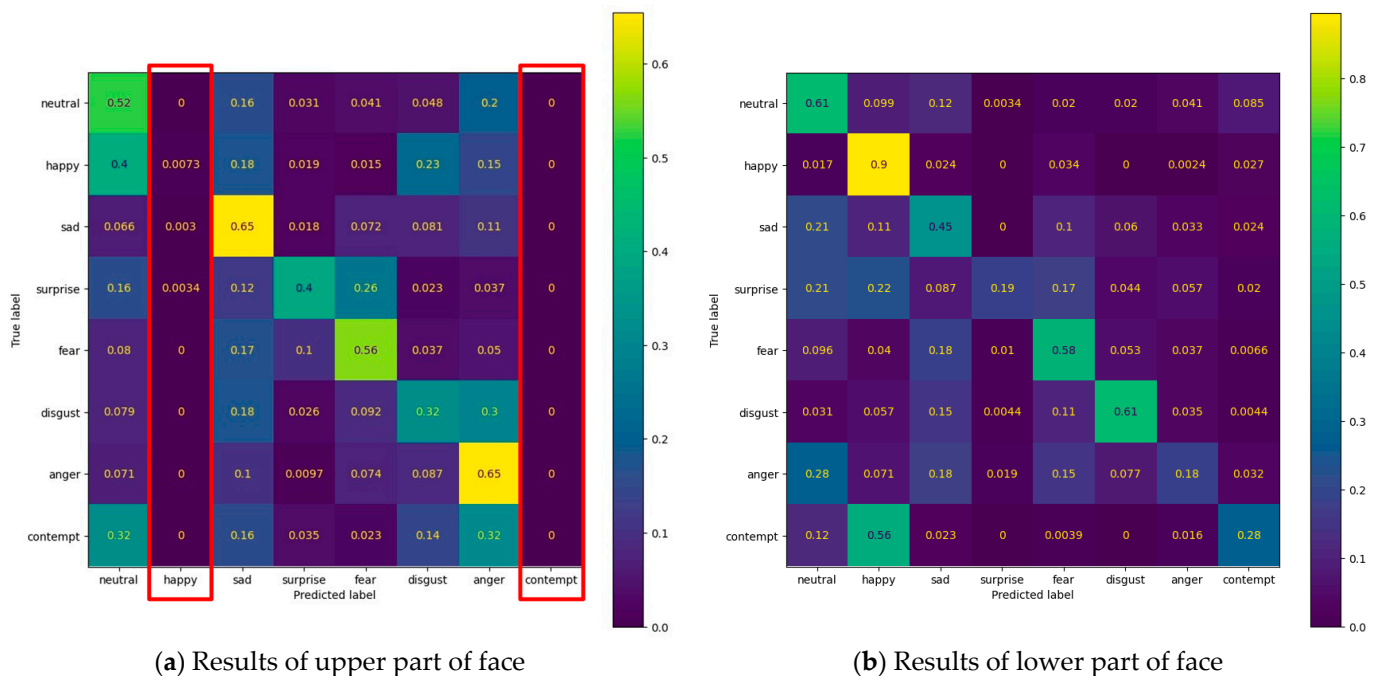 neutral 0.52 0 0.16 0.031 0.041 0.048 0.2 0
happy 0.4 0.0073 0.18 0.019 0.015 0.23 0.15 0
sad 0.066 0.003 0.65 0.018 0.072 0.081 0.11 0
surprise 0.16 0.0034 0.12 0.4 0.26 0.023 0.037 0
fear 0.08 0 0.17 0.1 0.56 0.037 0.05 0
disgust 0.079 0 0.18 0.026 0.092 0.32 0.3 0
anger 0.071 0 0.1 0.0097 0.074 0.087 0.65 0
contempt 0.32 0 0.16 0.035 0.023 0.14 0.32 0
neutral happy sad surprise fear disgust anger contempt
Predicted label
True label
0.6
0.5
0.4
0.3
0.2
0.1
0.0
(a) Results of upper part of face
neutral 0.61 0.099 0.12 0.0034 0.02 0.02 0.041 0.085
happy 0.017 0.9 0.024 0 0.034 0 0.0024 0.027
sad 0.21 0.11 0.45 0 0.1 0.06 0.033 0.024
surprise 0.21 0.22 0.087 0.19 0.17 0.044 0.057 0.02
fear 0.096 0.04 0.18 0.01 0.58 0.053 0.037 0.0066
disgust 0.031 0.057 0.15 0.0044 0.11 0.61 0.035 0.0044
anger 0.28 0.071 0.18 0.019 0.15 0.077 0.18 0.032
contempt 0.12 0.56 0.023 0 0.0039 0 0.016 0.28
neutral happy sad surprise fear disgust anger contempt
Predicted label
True label
0.8
0.7
0.6
0.5
0.4
0.3
0.2
0.1
0.0
(b) Results of lower part of face